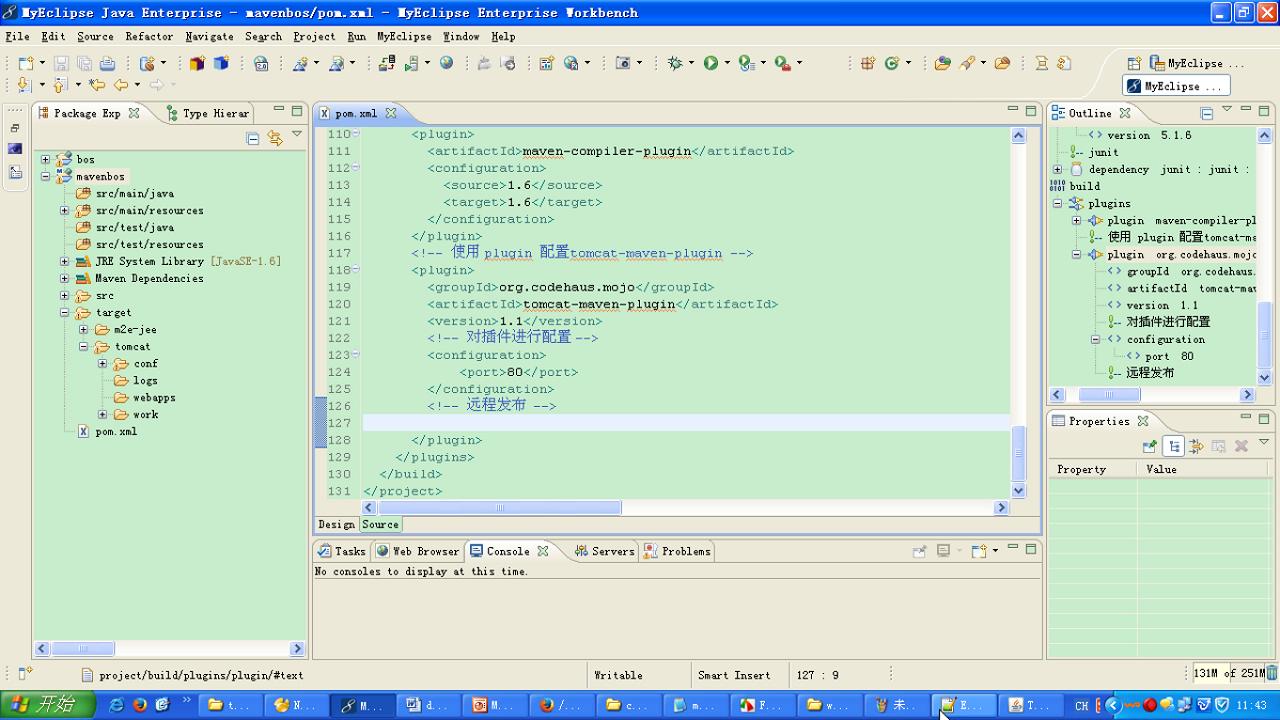 MyEclipse Java Enterprise - mavenbos/pom.xml - MyEclipse Enterprise Workbench
File Edit Source Refactor Navigate Search Project Run MyEclipse Window Help
MyEclipse ...
MyEclipse ...
Package Exp
Type Hierar
bos
mavenbos
src/main/java
src/main/resources
src/test/java
src/test/resources
JRE System Library [JavaSE-1.6]
Maven Dependencies
src
target
m2e-jee
tomcat
conf
logs
webapps
work
pom.xml
pom.xml
110 <plugin>
111 <artifactId>maven-compiler-plugin</artifactId>
112 <configuration>
113 <source>1.6</source>
114 <target>1.6</target>
115 </configuration>
116 </plugin>
117 <!-- 使用 plugin 配置tomcat-maven-plugin -->
118 <plugin>
119 <groupId>org.codehaus.mojo</groupId>
120 <artifactId>tomcat-maven-plugin</artifactId>
121 <version>1.1</version>
122 <!-- 对插件进行配置 -->
123 <configuration>
124 <port>80</port>
125 </configuration>
126 <!-- 远程发布 -->
127
128 </plugin>
129 </plugins>
130 </build>
131 </project>
Design Source
Outline
version 5.1.6
junit
dependency junit : junit :
build
plugins
plugin maven-compiler-pl
使用 plugin 配置tomcat-ma
plugin org.codehaus.mojo
groupId org.codehaus.
artifactId tomcat-mav
version 1.1
对插件进行配置
configuration
port 80
远程发布
Properties
Property Value
Tasks Web Browser Console Servers Problems
No consoles to display at this time.
project/build/plugins/plugin/#text
Writable
Smart Insert
127 : 9
131M of 251M
开始
t...
N...
M...
d...
M...
/...
c...
m...
F...
w...
未...
E...
T...
CH
11:43